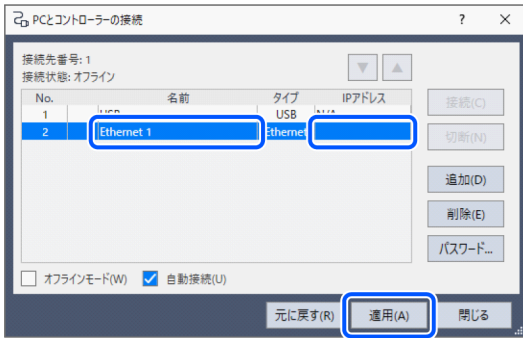 PCとコントローラーの接続
接続先番号: 1
接続状態: オフライン
No. 名前 タイプ IPアドレス
1 USB USB N/A
2 Ethernet 1 Ethernet
接続(C)
切断(N)
追加(D)
削除(E)
パスワード...
オフラインモード(W) 自動接続(U)
元に戻す(R) 適用(A) 閉じる